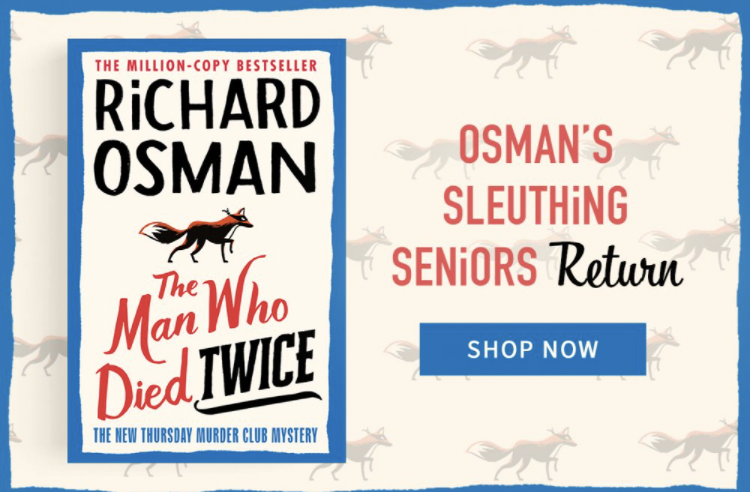 THE MILLION-COPY BESTSELLER
RiCHARD
OSMAN
The
Man Who
Died TWICE
THE NEW THURSDAY MURDER CLUB MYSTERY
OSMAN'S
SLEUTHiNG
SENiORS Return
SHOP NOW